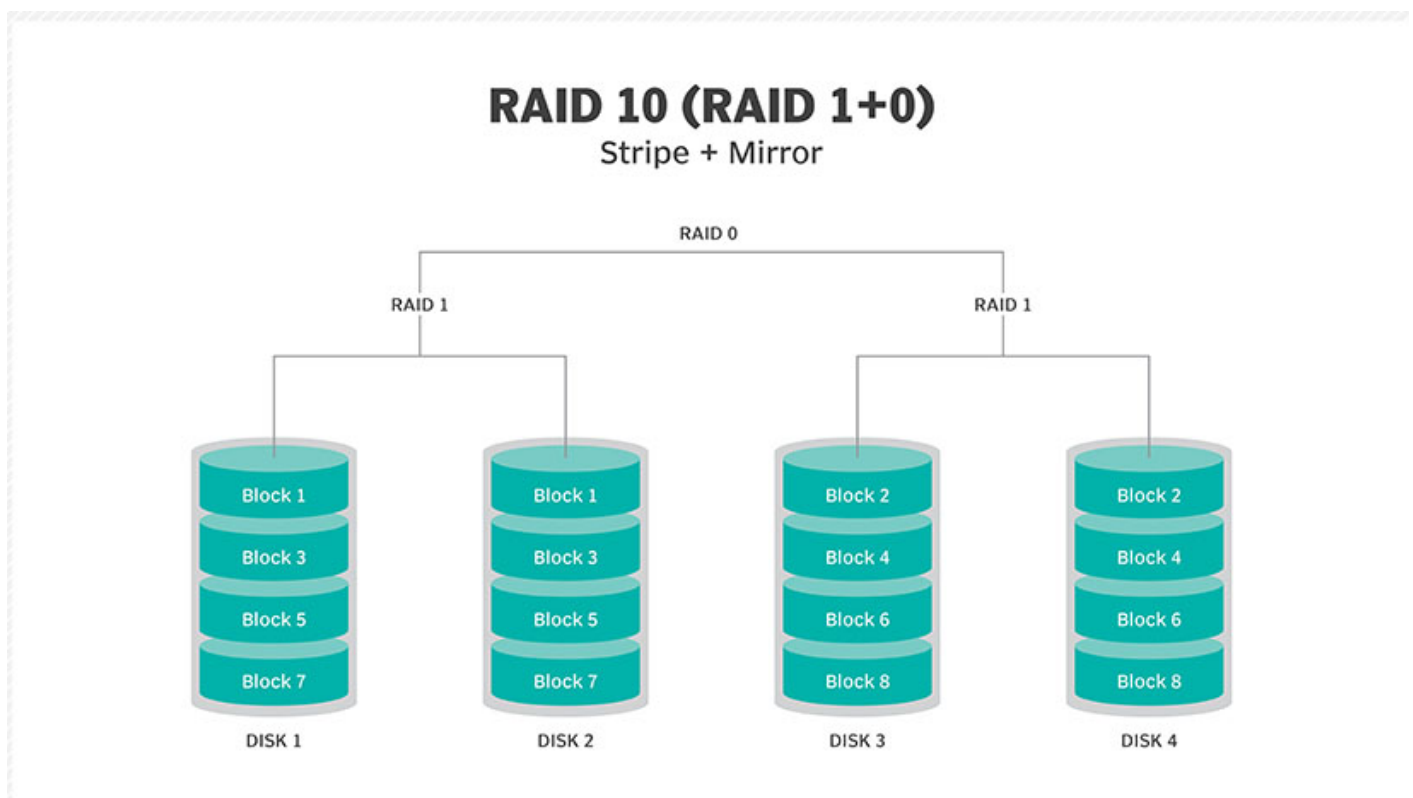 RAID 10 (RAID 1+0)
Stripe + Mirror
RAID 0
RAID 1
RAID 1
Block 1
Block 1
Block 2
Block 2
Block 3
Block 3
Block 4
Block 4
Block 5
Block 5
Block 6
Block 6
Block 7
Block 7
Block 8
Block 8
DISK 1
DISK 2
DISK 3
DISK 4